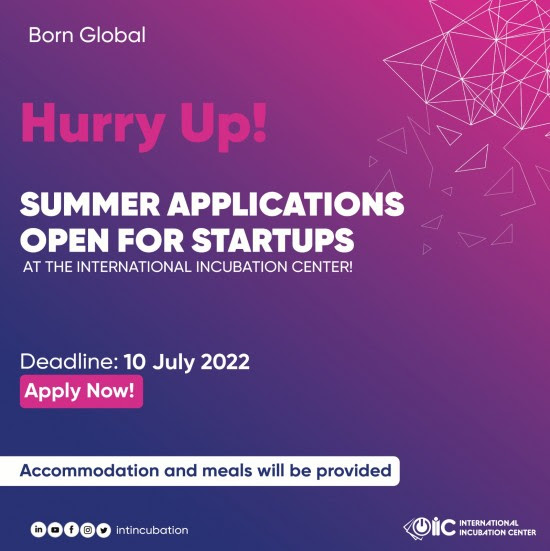 Born Global
Hurry Up!
SUMMER APPLICATIONS
OPEN FOR STARTUPS
AT THE INTERNATIONAL INCUBATION CENTER!
Deadline: 10 July 2022
Apply Now!
Accommodation and meals will be provided
intincubation
iC INTERNATIONAL
INCUBATION CENTER